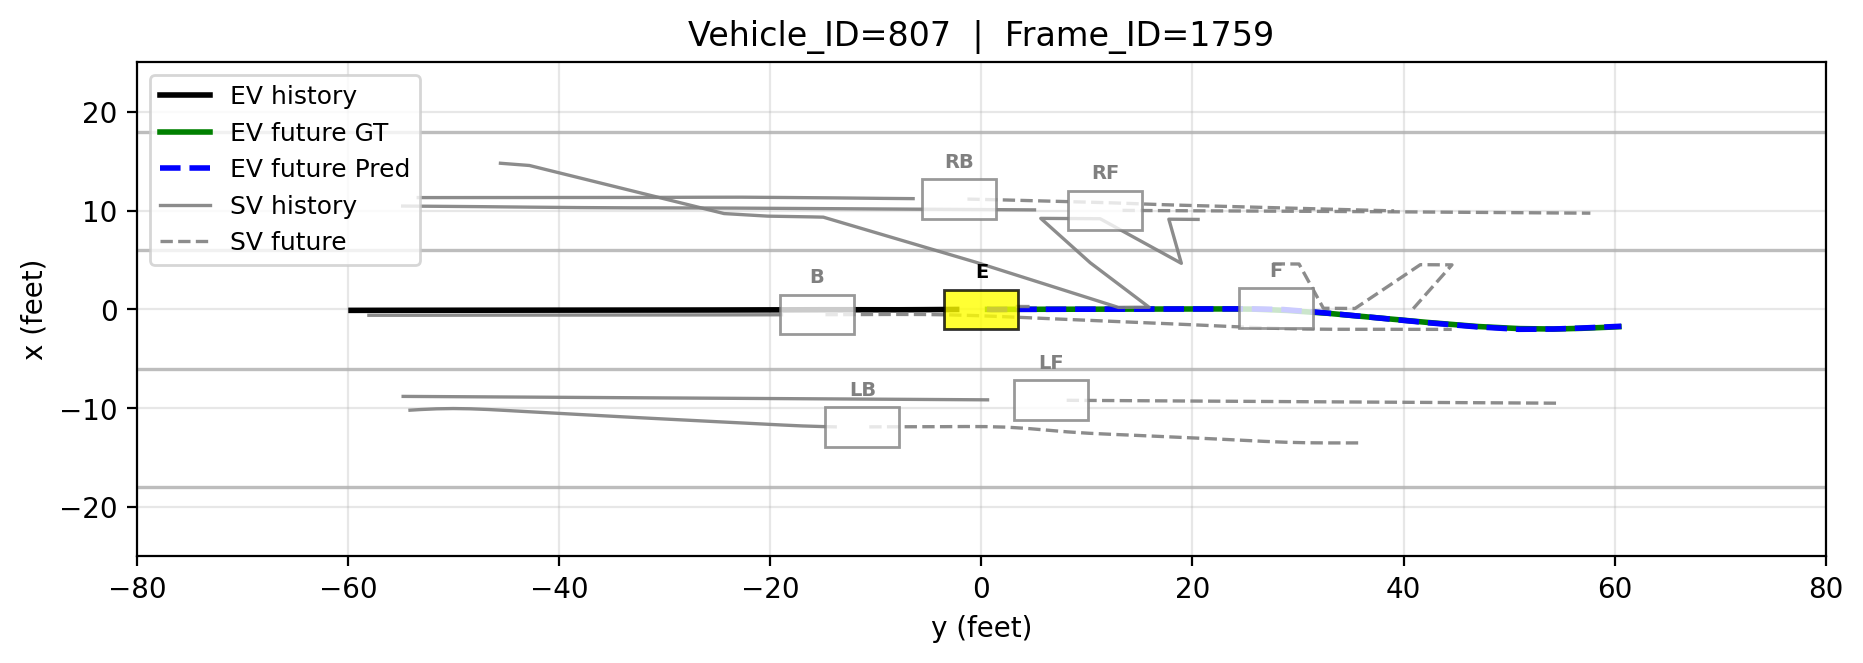 Vehicle_ID=807 | Frame_ID=1759
EV history
EV future GT
EV future Pred
SV history
SV future
RB
RF
B
E
F
LF
LB
20
10
0
−10
−20
x (feet)
−80
−60
−40
−20
0
20
40
60
80
y (feet)